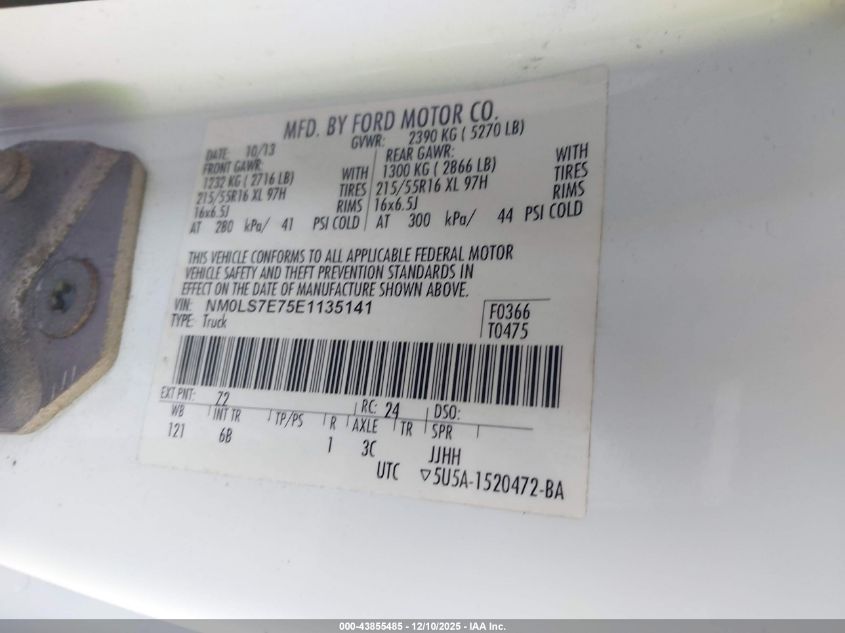 MFD. BY FORD MOTOR CO.
DATE: 10/13 GVWR: 2390 KG ( 5270 LB)
FRONT GAWR: REAR GAWR:
1232 KG ( 2716 LB) WITH 1300 KG ( 2866 LB) WITH
215/55R16 XL 97H TIRES 215/55R16 XL 97H TIRES
16x6.5J RIMS 16x6.5J RIMS
AT 280 kPa/ 41 PSI COLD AT 300 kPa/ 44 PSI COLD
THIS VEHICLE CONFORMS TO ALL APPLICABLE FEDERAL MOTOR
VEHICLE SAFETY AND THEFT PREVENTION STANDARDS IN
EFFECT ON THE DATE OF MANUFACTURE SHOWN ABOVE.
VIN: NM0LS7E75E1135141 F0366
TYPE: Truck T0475
EXT PNT: Z2 RC: 24 DSO:
WB INT TR TP/PS R AXLE TR SPR
121 6B 1 3C JJHH
UTC ▽5U5A-1520472-BA
000-43855485 - 12/10/2025 - IAA Inc.